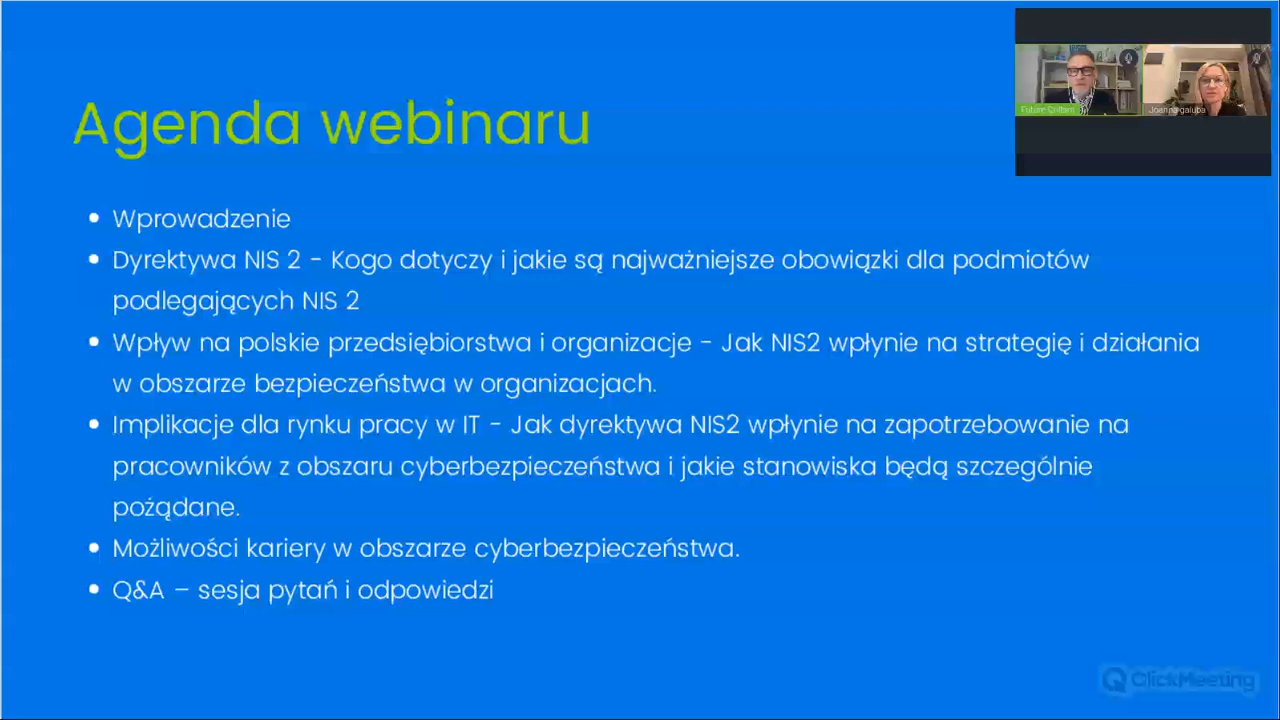 Agenda webinaru
Wprowadzenie
Dyrektywa NIS 2 - Kogo dotyczy i jakie są najważniejsze obowiązki dla podmiotów
podlegających NIS 2
Wpływ na polskie przedsiębiorstwa i organizacje - Jak NIS2 wpłynie na strategię i działania
w obszarze bezpieczeństwa w organizacjach.
Implikacje dla rynku pracy w IT - Jak dyrektywa NIS2 wpłynie na zapotrzebowanie na
pracowników z obszaru cyberbezpieczeństwa i jakie stanowiska będą szczególnie
pożądane.
Możliwości kariery w obszarze cyberbezpieczeństwa.
Q&A – sesja pytań i odpowiedzi
ClickMeeting